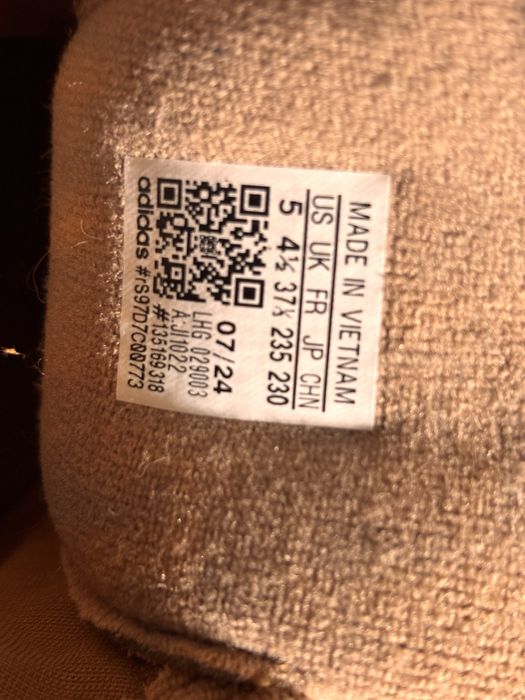 MADE IN VIETNAM
US UK FR JP CHN
5 4½ 37⅓ 235 230
07/24
LHG 029003
A:JI1022
#135169318
adidas #rS97D7CQQ773